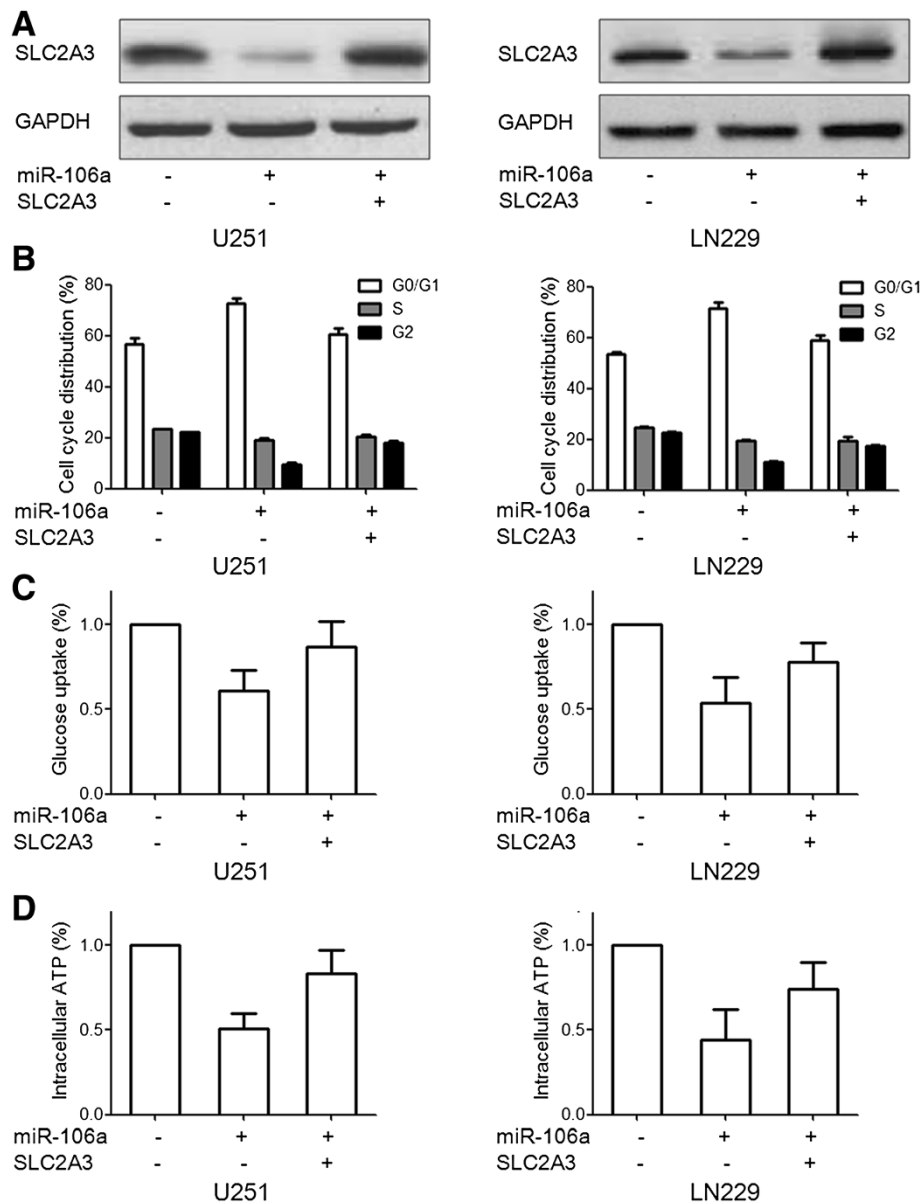 A
SLC2A3
GAPDH
miR-106a - + +
SLC2A3 - - +
U251
SLC2A3
GAPDH
miR-106a - + +
SLC2A3 - - +
LN229
B
Cell cycle distribution (%)
80
60
40
20
0
G0/G1
S
G2
miR-106a - + +
SLC2A3 - - +
U251
Cell cycle distribution (%)
80
60
40
20
0
G0/G1
S
G2
miR-106a - + +
SLC2A3 - - +
LN229
C
Glucose uptake (%)
1.0
0.5
0.0
miR-106a - + +
SLC2A3 - - +
U251
Glucose uptake (%)
1.0
0.5
0.0
miR-106a - + +
SLC2A3 - - +
LN229
D
Intracellular ATP (%)
1.0
0.5
0.0
miR-106a - + +
SLC2A3 - - +
U251
Intracellular ATP (%)
1.0
0.5
0.0
miR-106a - + +
SLC2A3 - - +
LN229